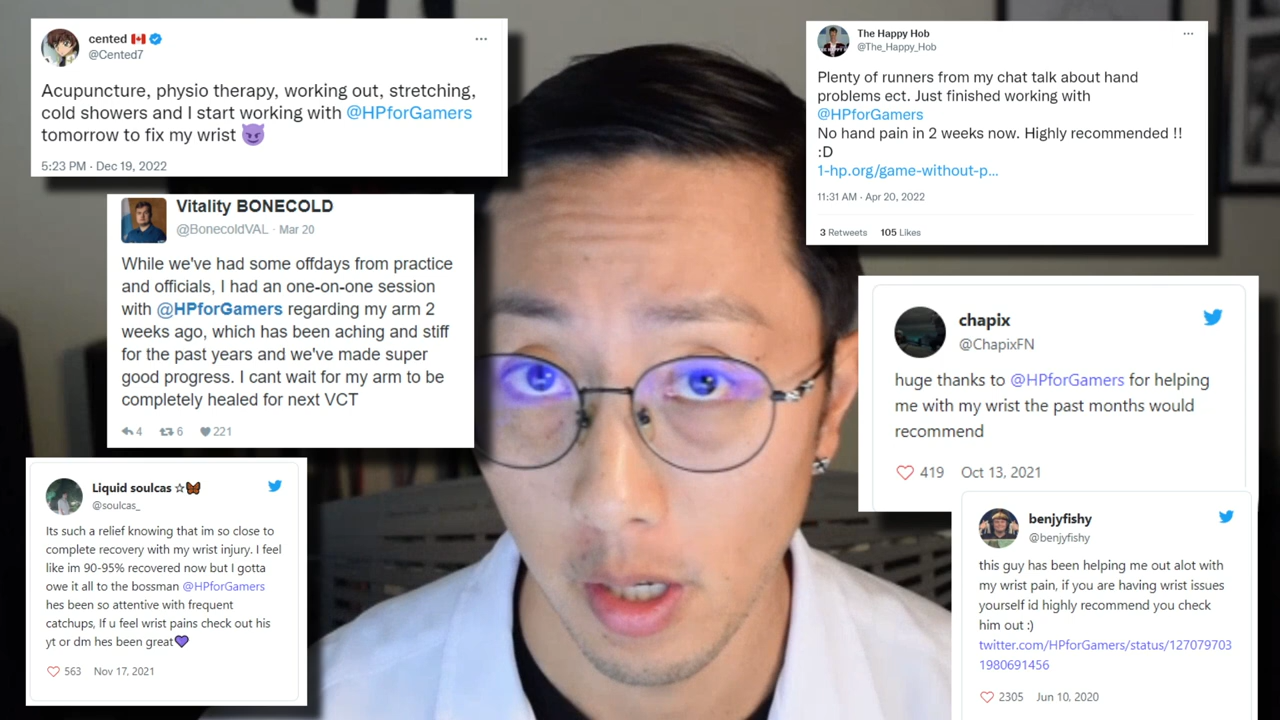 cented 🇨🇦
@Cented7
Acupuncture, physio therapy, working out, stretching,
cold showers and I start working with @HPforGamers
tomorrow to fix my wrist 😈
5:23 PM · Dec 19, 2022
Vitality BONECOLD
@BonecoldVAL · Mar 20
While we've had some offdays from practice
and officials, I had an one-on-one session
with @HPforGamers regarding my arm 2
weeks ago, which has been aching and stiff
for the past years and we've made super
good progress. I cant wait for my arm to be
completely healed for next VCT
4 6 221
Liquid soulcas ☆🦋
@soulcas_
Its such a relief knowing that im so close to
complete recovery with my wrist injury. I feel
like im 90-95% recovered now but I gotta
owe it all to the bossman @HPforGamers
hes been so attentive with frequent
catchups, If u feel wrist pains check out his
yt or dm hes been great💜
563 Nov 17, 2021
The Happy Hob
@The_Happy_Hob
Plenty of runners from my chat talk about hand
problems ect. Just finished working with
@HPforGamers
No hand pain in 2 weeks now. Highly recommended !!
:D
1-hp.org/game-without-p...
11:31 AM · Apr 20, 2022
3 Retweets 105 Likes
chapix
@ChapixFN
huge thanks to @HPforGamers for helping
me with my wrist the past months would
recommend
419 Oct 13, 2021
benjyfishy
@benjyfishy
this guy has been helping me out alot with
my wrist pain, if you are having wrist issues
yourself id highly recommend you check
him out :)
twitter.com/HPforGamers/status/127079703
1980691456
2305 Jun 10, 2020